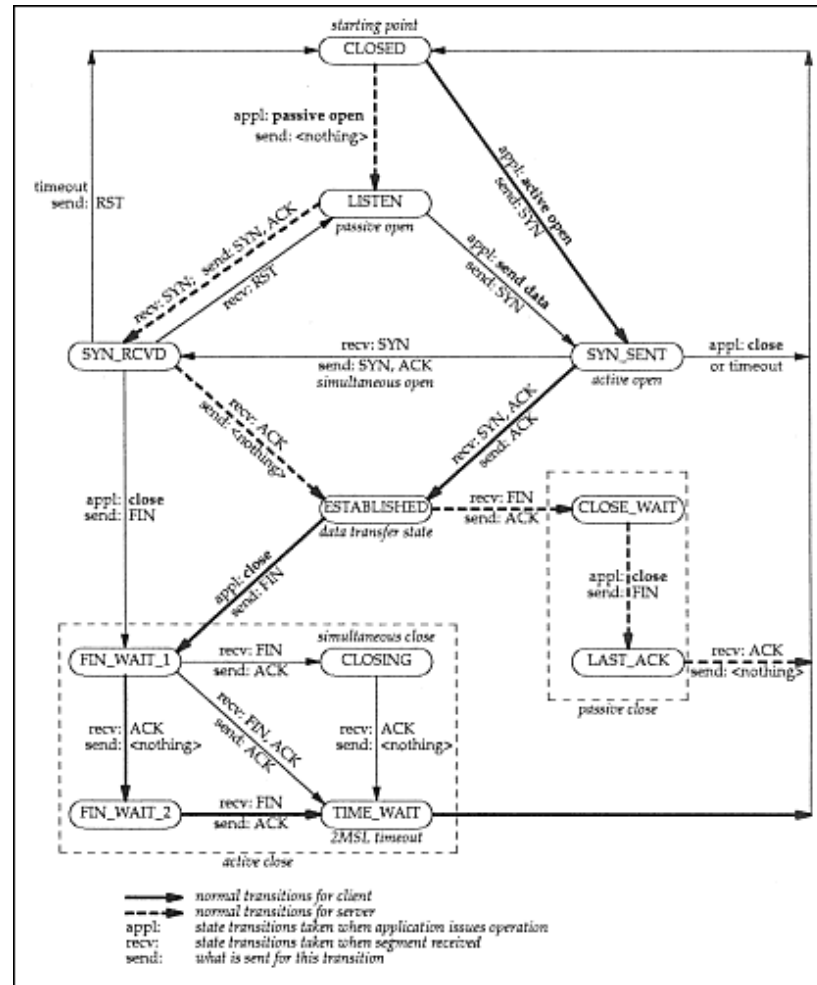 starting point
CLOSED
appl: passive open
send: <nothing>
appl: active open
send: SYN
timeout
send: RST
LISTEN
passive open
recv: SYN; send: SYN, ACK
recv: RST
appl: send data
send: SYN
SYN_RCVD
recv: SYN
send: SYN, ACK
simultaneous open
SYN_SENT
active open
appl: close
or timeout
recv: ACK
send: <nothing>
recv: SYN, ACK
send: ACK
appl: close
send: FIN
ESTABLISHED
data transfer state
recv: FIN
send: ACK
CLOSE_WAIT
appl: close
send: FIN
appl: close
send: FIN
LAST_ACK
recv: ACK
send: <nothing>
passive close
FIN_WAIT_1
recv: FIN
send: ACK
simultaneous close
CLOSING
recv: ACK
send: <nothing>
recv: FIN, ACK
send: ACK
recv: ACK
send: <nothing>
FIN_WAIT_2
recv: FIN
send: ACK
TIME_WAIT
2MSL timeout
active close
normal transitions for client
normal transitions for server
appl: state transitions taken when application issues operation
recv: state transitions taken when segment received
send: what is sent for this transition